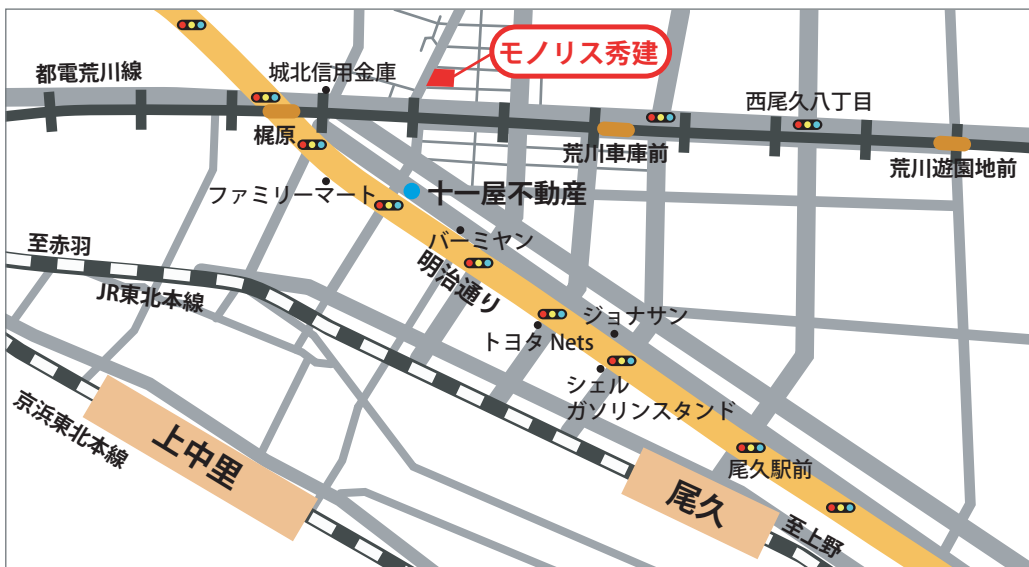 モノリス秀建
都電荒川線
城北信用金庫
西尾久八丁目
梶原
荒川車庫前
荒川遊園地前
ファミリーマート
十一屋不動産
バーミヤン
至赤羽
明治通り
JR東北本線
ジョナサン
トヨタ Nets
シェル
ガソリンスタンド
京浜東北本線
上中里
尾久駅前
尾久
至上野